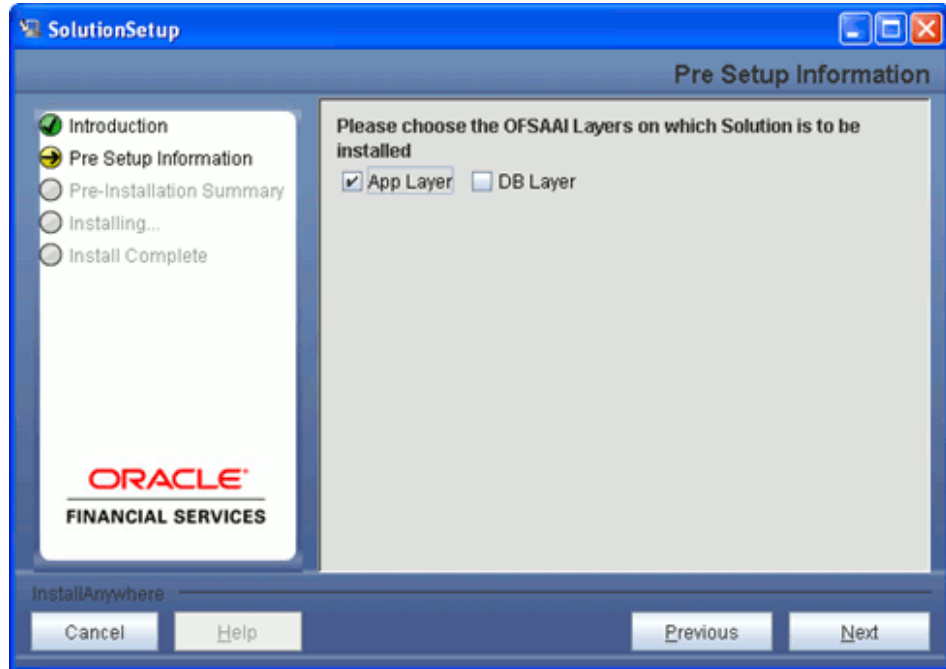 SolutionSetup
Pre Setup Information
Introduction
Pre Setup Information
Pre-Installation Summary
Installing...
Install Complete
ORACLE
FINANCIAL SERVICES
Please choose the OFSAAI Layers on which Solution is to be
installed
App Layer DB Layer
InstallAnywhere
Cancel Help Previous Next